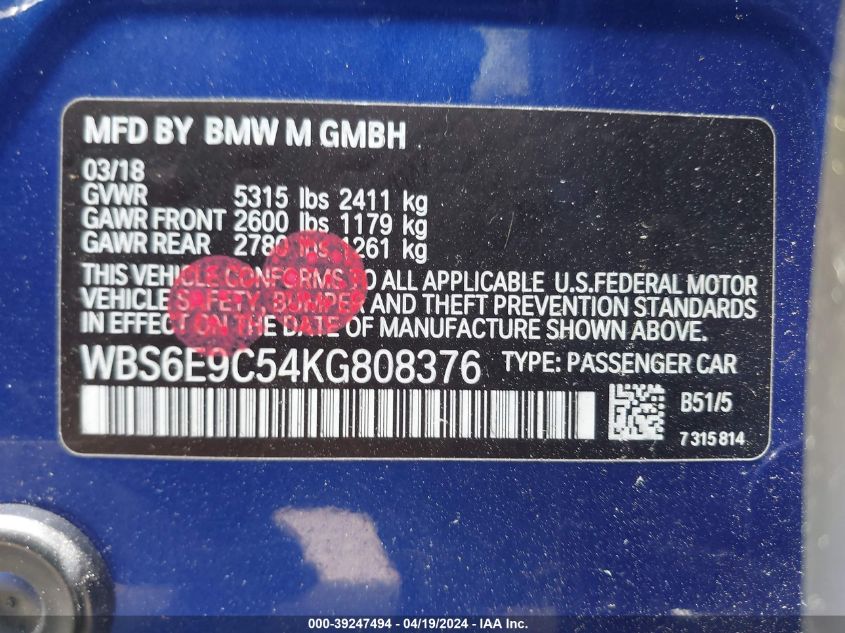 MFD BY BMW M GMBH
03/18
GVWR 5315 lbs 2411 kg
GAWR FRONT 2600 lbs 1179 kg
GAWR REAR 2780 lbs 1261 kg
THIS VEHICLE CONFORMS TO ALL APPLICABLE U.S.FEDERAL MOTOR
VEHICLE SAFETY, BUMPER AND THEFT PREVENTION STANDARDS
IN EFFECT ON THE DATE OF MANUFACTURE SHOWN ABOVE.
WBS6E9C54KG808376 TYPE: PASSENGER CAR
B51/5
7 315 814
000-39247494 - 04/19/2024 - IAA Inc.